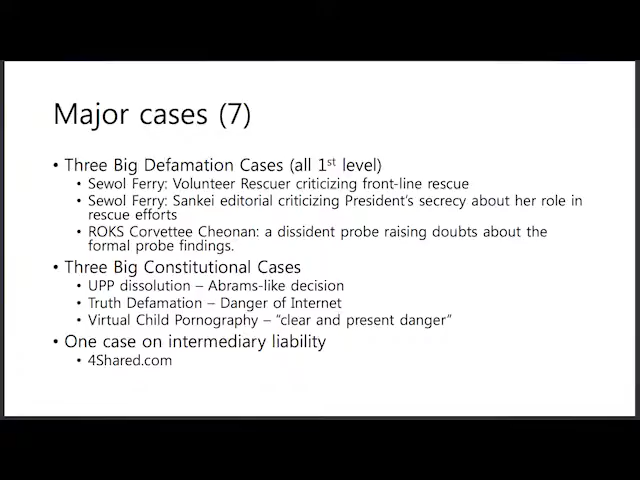 Major cases (7)
• Three Big Defamation Cases (all 1st level)
• Sewol Ferry: Volunteer Rescuer criticizing front-line rescue
• Sewol Ferry: Sankei editorial criticizing President's secrecy about her role in
rescue efforts
• ROKS Corvettee Cheonan: a dissident probe raising doubts about the
formal probe findings.
• Three Big Constitutional Cases
• UPP dissolution – Abrams-like decision
• Truth Defamation – Danger of Internet
• Virtual Child Pornography – "clear and present danger"
• One case on intermediary liability
• 4Shared.com